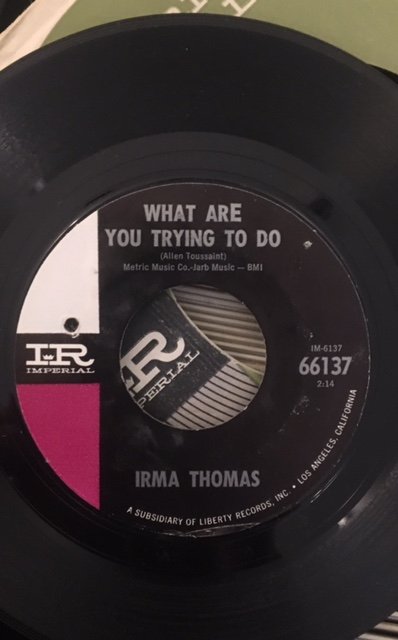 WHAT ARE
YOU TRYING TO DO
(Allen Toussaint)
Metric Music Co.-Jarb Music — BMI
IR
IMPERIAL
IM-6137
66137
2:14
IRMA THOMAS
A SUBSIDIARY OF LIBERTY RECORDS, INC. • LOS ANGELES, CALIFORNIA
R
PERIAL